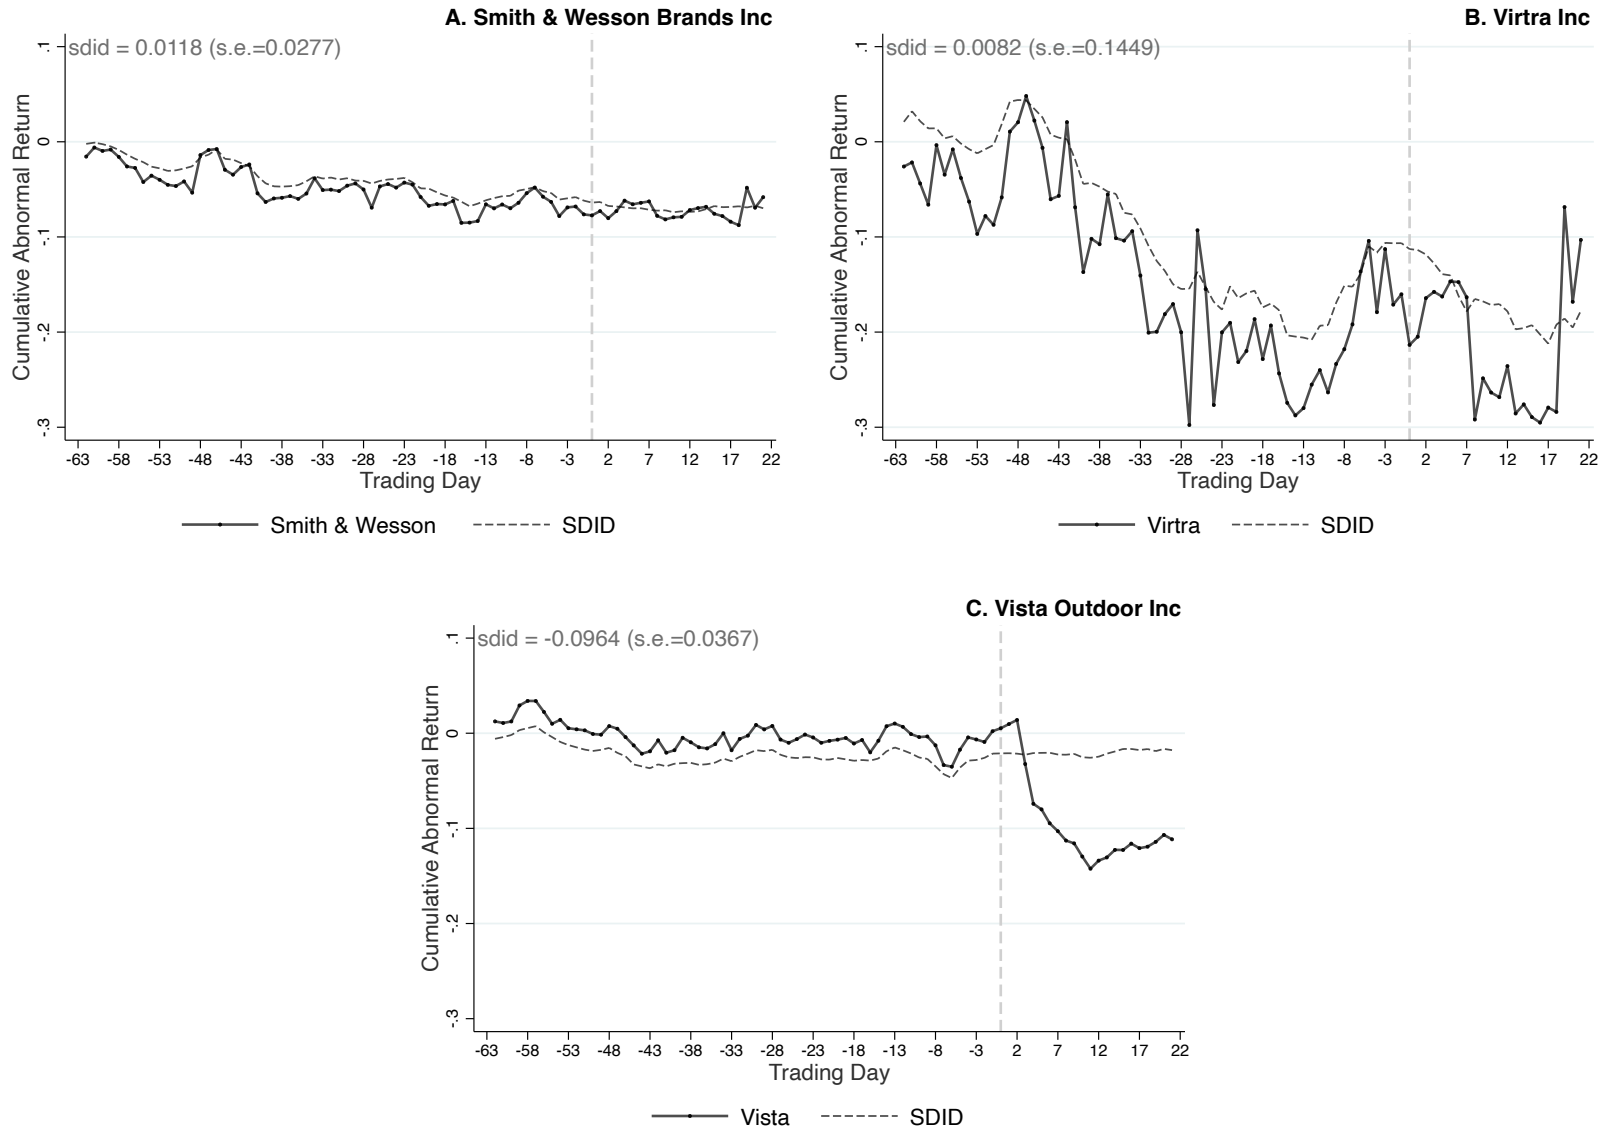 A. Smith & Wesson Brands Inc
sdid = 0.0118 (s.e.=0.0277)
Cumulative Abnormal Return
.1
0
-.1
-.2
-.3
-63 -58 -53 -48 -43 -38 -33 -28 -23 -18 -13 -8 -3 2 7 12 17 22
Trading Day
Smith & Wesson SDID
B. Virtra Inc
sdid = 0.0082 (s.e.=0.1449)
Cumulative Abnormal Return
.1
0
-.1
-.2
-.3
-63 -58 -53 -48 -43 -38 -33 -28 -23 -18 -13 -8 -3 2 7 12 17 22
Trading Day
Virtra SDID
C. Vista Outdoor Inc
sdid = -0.0964 (s.e.=0.0367)
Cumulative Abnormal Return
.1
0
-.1
-.2
-.3
-63 -58 -53 -48 -43 -38 -33 -28 -23 -18 -13 -8 -3 2 7 12 17 22
Trading Day
Vista SDID